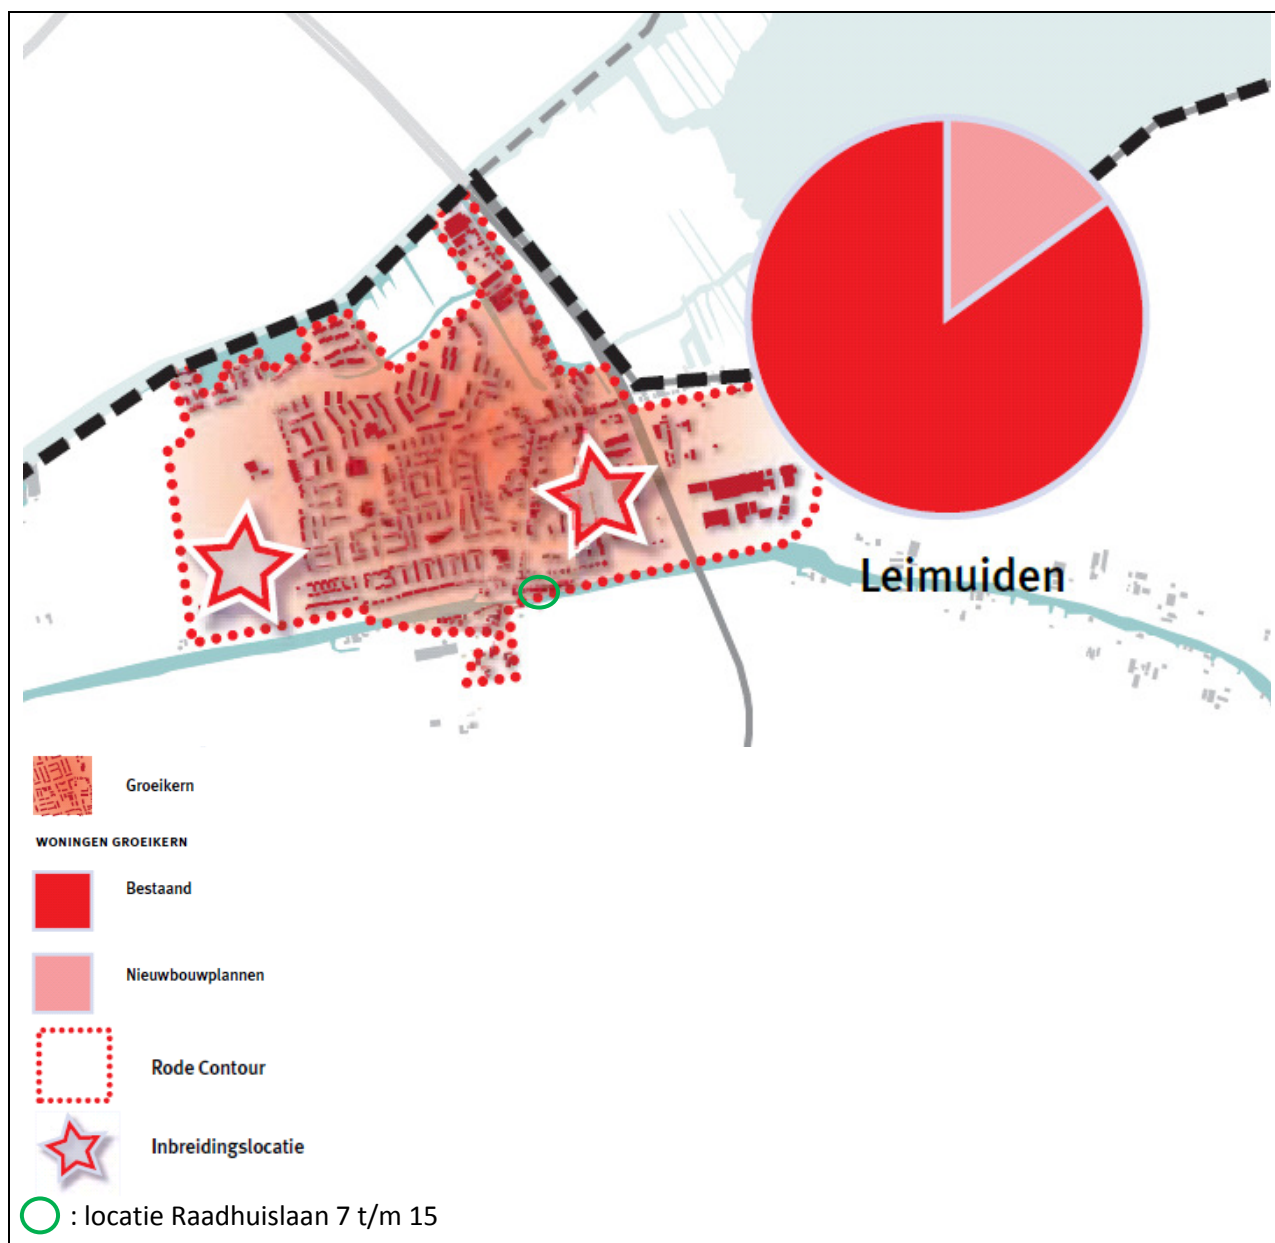 Leimuiden
Groeikern
WONINGEN GROEIKERN
Bestaand
Nieuwbouwplannen
Rode Contour
Inbreidingslocatie
: locatie Raadhuislaan 7 t/m 15